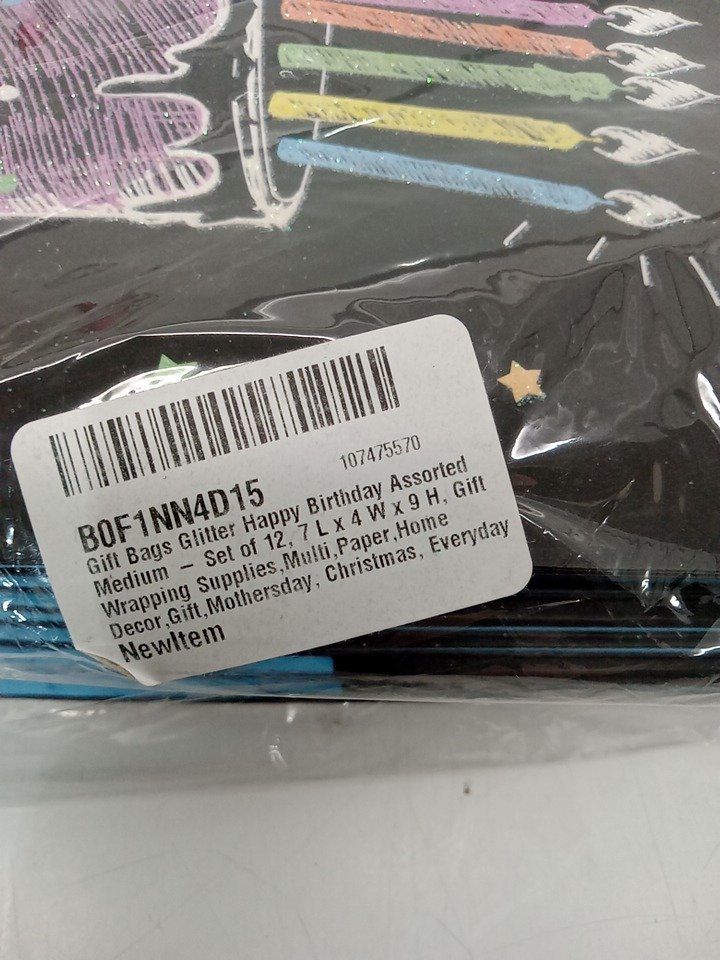 107475570
B0F1NN4D15
Gift Bags Glitter Happy Birthday Assorted
Medium – Set of 12, 7 L x 4 W x 9 H, Gift
Wrapping Supplies,Multi,Paper,Home
Decor,Gift,Mothersday, Christmas, Everyday
NewItem